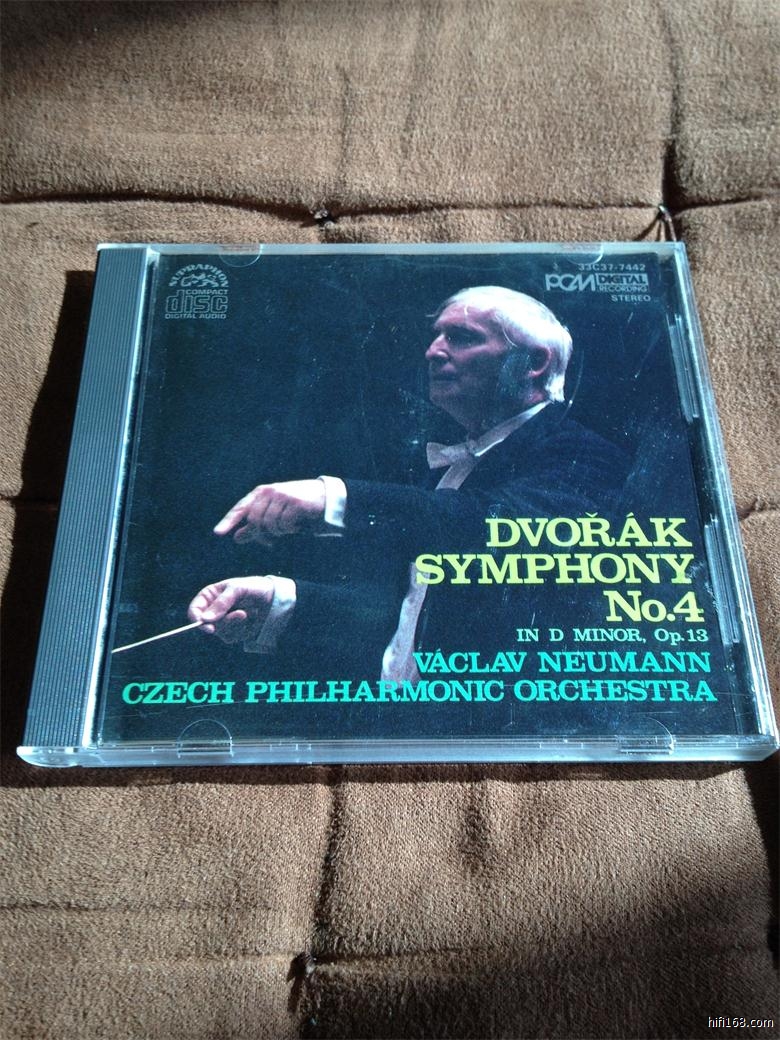 SUPRAPHON
COMPACT
disc
DIGITAL AUDIO
33C37-7442
PCM DIGITAL
RECORDING
STEREO
DVOŘÁK
SYMPHONY
No.4
IN D MINOR, Op.13
VÁCLAV NEUMANN
CZECH PHILHARMONIC ORCHESTRA
hifi168.com